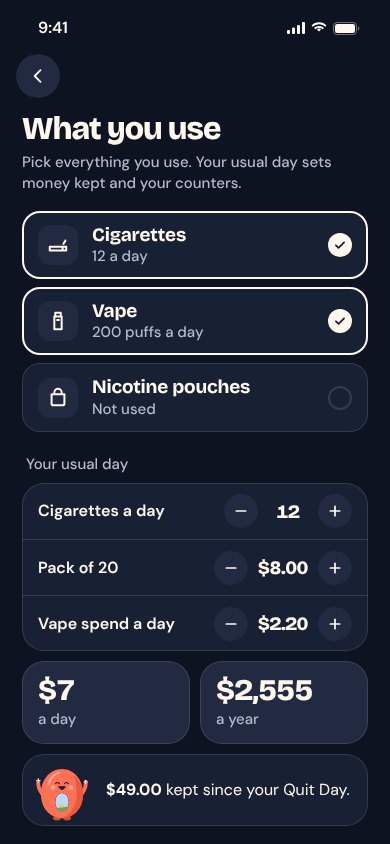 9:41
What you use
Pick everything you use. Your usual day sets
money kept and your counters.
Cigarettes
12 a day
Vape
200 puffs a day
Nicotine pouches
Not used
Your usual day
Cigarettes a day − 12 +
Pack of 20 − $8.00 +
Vape spend a day − $2.20 +
$7
a day
$2,555
a year
$49.00 kept since your Quit Day.